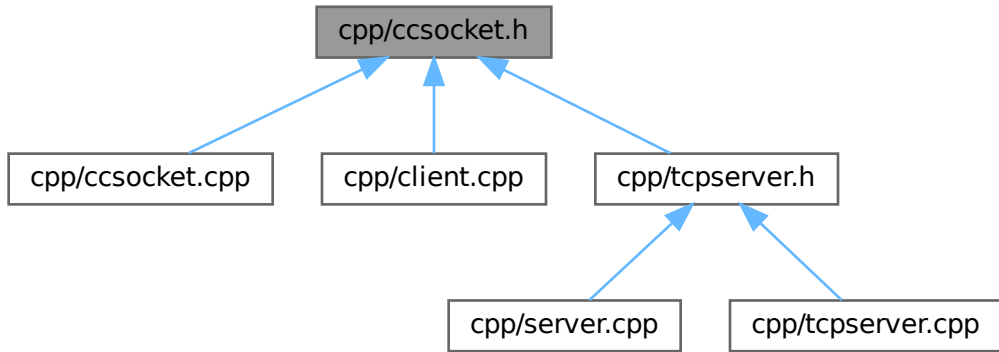 cpp/ccsocket.h
cpp/ccsocket.cpp
cpp/client.cpp
cpp/tcpserver.h
cpp/server.cpp
cpp/tcpserver.cpp